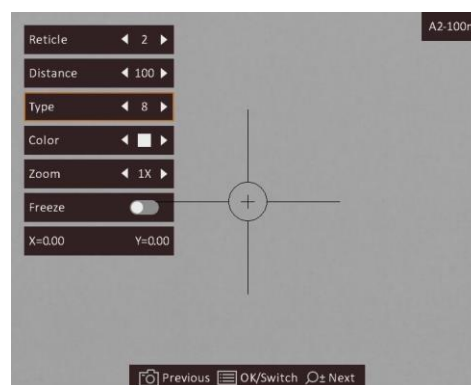 Reticle 2
A2-100m
Distance 100
Type 8
Color
Zoom 1X
Freeze
X=0.00 Y=0.00
Previous OK/Switch Next